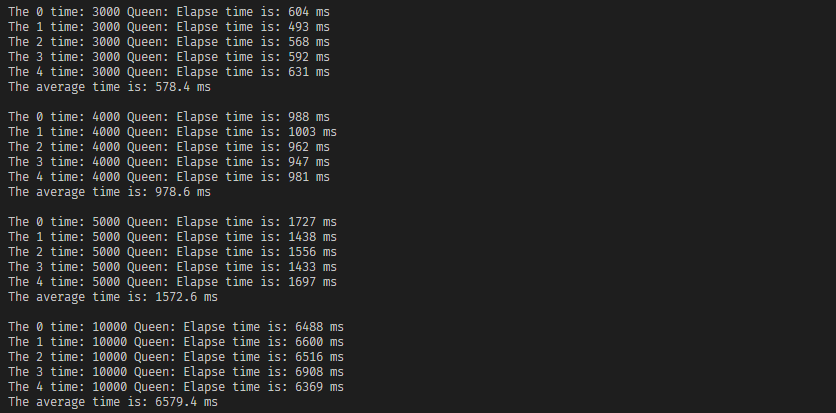 The 0 time: 3000 Queen: Elapse time is: 604 ms
The 1 time: 3000 Queen: Elapse time is: 493 ms
The 2 time: 3000 Queen: Elapse time is: 568 ms
The 3 time: 3000 Queen: Elapse time is: 592 ms
The 4 time: 3000 Queen: Elapse time is: 631 ms
The average time is: 578.4 ms

The 0 time: 4000 Queen: Elapse time is: 988 ms
The 1 time: 4000 Queen: Elapse time is: 1003 ms
The 2 time: 4000 Queen: Elapse time is: 962 ms
The 3 time: 4000 Queen: Elapse time is: 947 ms
The 4 time: 4000 Queen: Elapse time is: 981 ms
The average time is: 978.6 ms

The 0 time: 5000 Queen: Elapse time is: 1727 ms
The 1 time: 5000 Queen: Elapse time is: 1438 ms
The 2 time: 5000 Queen: Elapse time is: 1556 ms
The 3 time: 5000 Queen: Elapse time is: 1433 ms
The 4 time: 5000 Queen: Elapse time is: 1697 ms
The average time is: 1572.6 ms

The 0 time: 10000 Queen: Elapse time is: 6488 ms
The 1 time: 10000 Queen: Elapse time is: 6600 ms
The 2 time: 10000 Queen: Elapse time is: 6516 ms
The 3 time: 10000 Queen: Elapse time is: 6908 ms
The 4 time: 10000 Queen: Elapse time is: 6369 ms
The average time is: 6579.4 ms